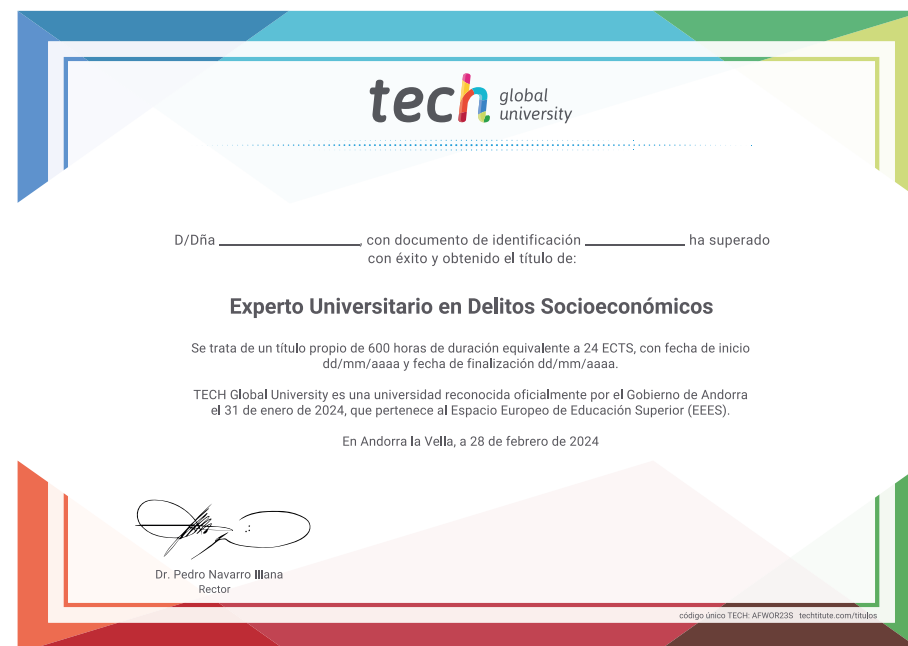 tech global university
D/Dña ____________________, con documento de identificación ______________ ha superado
con éxito y obtenido el título de:
Experto Universitario en Delitos Socioeconómicos
Se trata de un título propio de 600 horas de duración equivalente a 24 ECTS, con fecha de inicio
dd/mm/aaaa y fecha de finalización dd/mm/aaaa.
TECH Global University es una universidad reconocida oficialmente por el Gobierno de Andorra
el 31 de enero de 2024, que pertenece al Espacio Europeo de Educación Superior (EEES).
En Andorra la Vella, a 28 de febrero de 2024
Dr. Pedro Navarro Illana
Rector
código único TECH: AFWOR23S techtitute.com/titulos